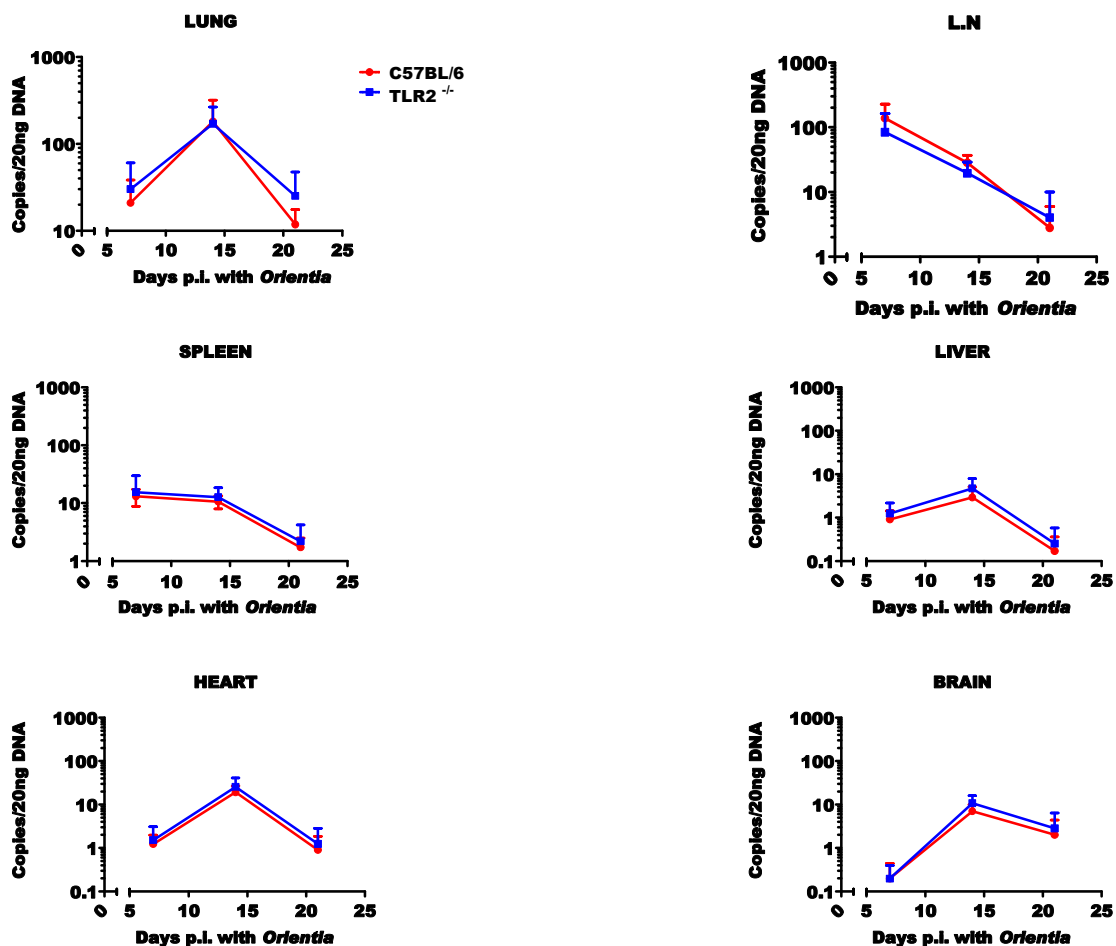 LUNG
1000
100
10
0 5 10 15 20 25
Copies/20ng DNA
Days p.i. with Orientia
C57BL/6
TLR2 -/-
L.N
1000
100
10
1
0 5 10 15 20 25
Copies/20ng DNA
Days p.i. with Orientia
SPLEEN
1000
100
10
1
0 5 10 15 20 25
Copies/20ng DNA
Days p.i. with Orientia
LIVER
1000
100
10
1
0.1
0 5 10 15 20 25
Copies/20ng DNA
Days p.i. with Orientia
HEART
1000
100
10
1
0.1
0 5 10 15 20 25
Copies/20ng DNA
Days p.i. with Orientia
BRAIN
1000
100
10
1
0.1
0 5 10 15 20 25
Copies/20ng DNA
Days p.i. with Orientia